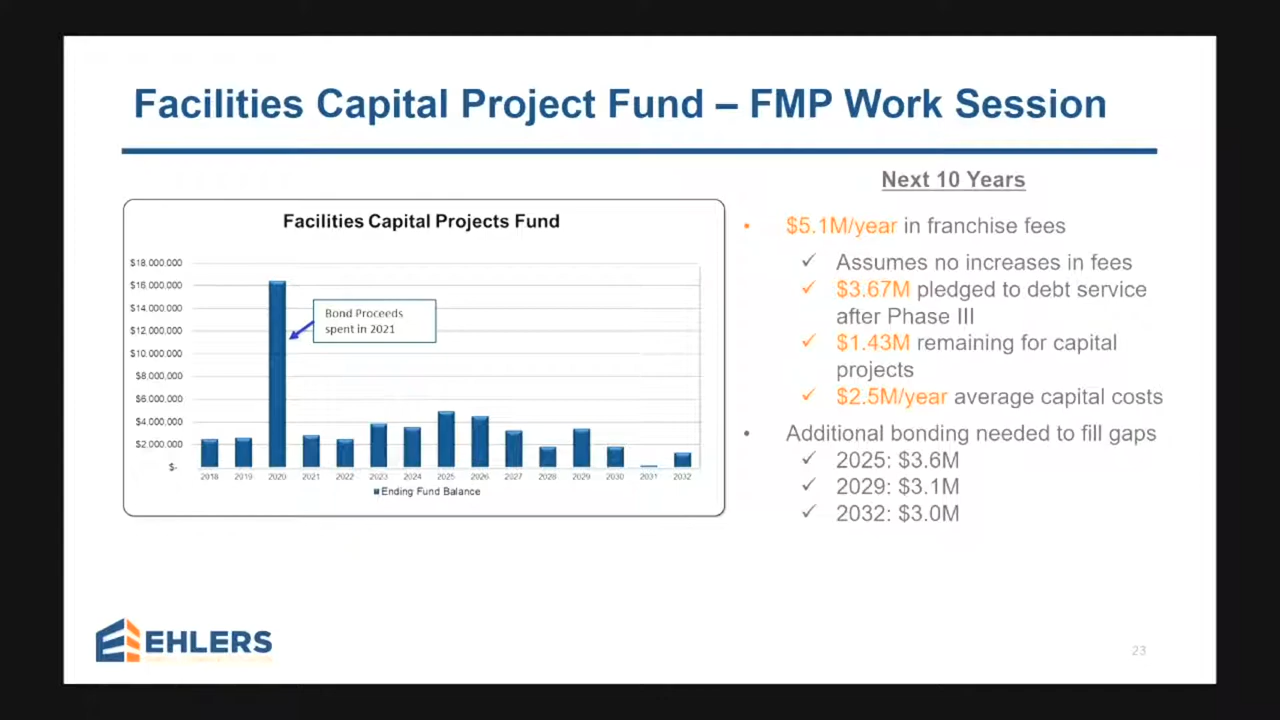 Facilities Capital Project Fund – FMP Work Session
Facilities Capital Projects Fund
$18,000,000
$16,000,000
$14,000,000
$12,000,000
$10,000,000
$8,000,000
$6,000,000
$4,000,000
$2,000,000
$-
Bond Proceeds
spent in 2021
2018 2019 2020 2021 2022 2023 2024 2025 2026 2027 2028 2029 2030 2031 2032
Ending Fund Balance
Next 10 Years
• $5.1M/year in franchise fees
✓ Assumes no increases in fees
✓ $3.67M pledged to debt service
after Phase III
✓ $1.43M remaining for capital
projects
✓ $2.5M/year average capital costs
• Additional bonding needed to fill gaps
✓ 2025: $3.6M
✓ 2029: $3.1M
✓ 2032: $3.0M
EHLERS
23